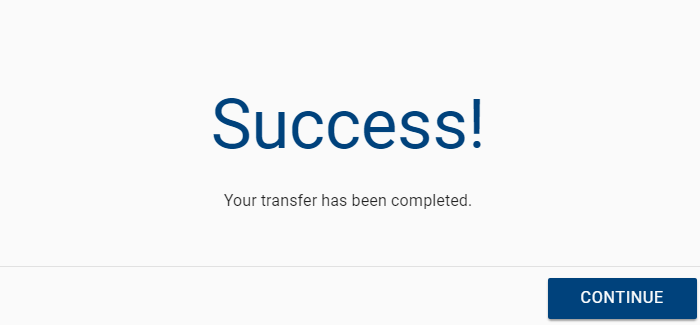 Success!
Your transfer has been completed.
CONTINUE